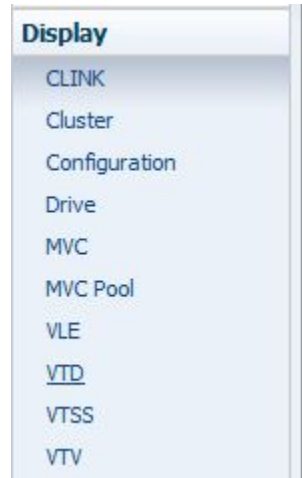 Display
CLINK
Cluster
Configuration
Drive
MVC
MVC Pool
VLE
VTD
VTSS
VTV